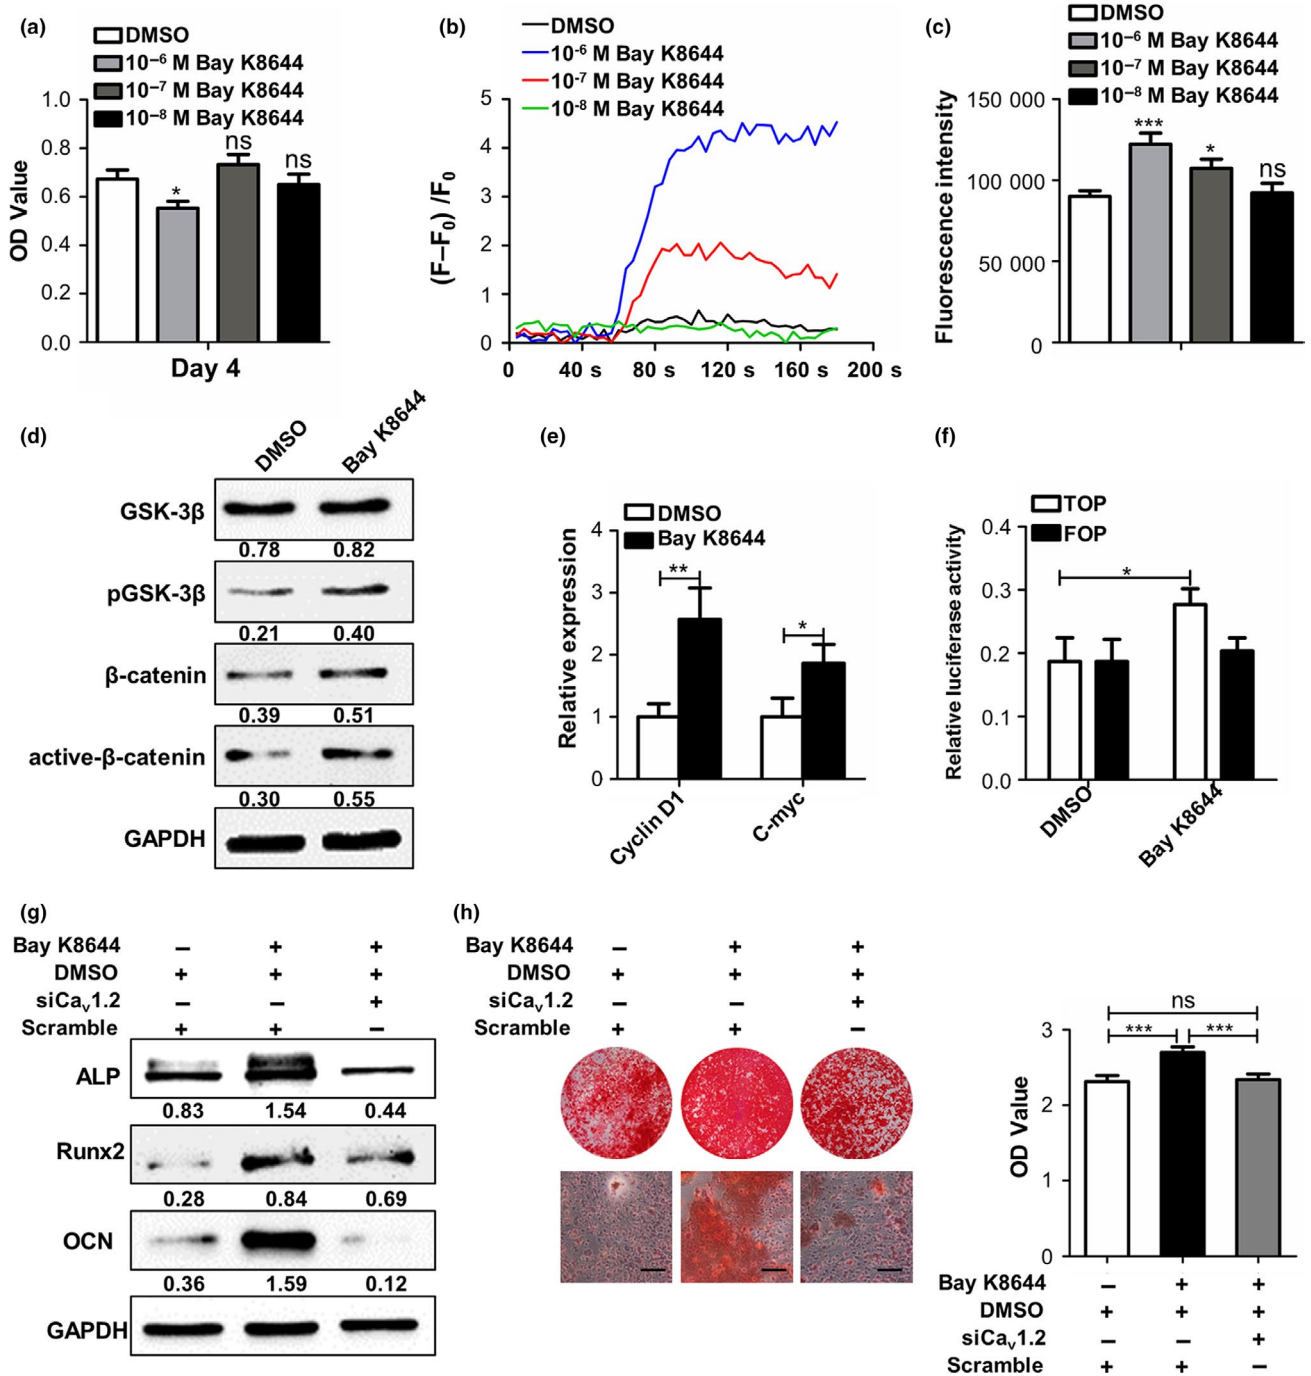 (a)
DMSO
10⁻⁶ M Bay K8644
10⁻⁷ M Bay K8644
10⁻⁸ M Bay K8644
OD Value
1.0
0.8
0.6
0.4
0.2
0.0
* ns ns
Day 4
(b)
DMSO
10⁻⁶ M Bay K8644
10⁻⁷ M Bay K8644
10⁻⁸ M Bay K8644
(F–F₀) /F₀
5
4
3
2
1
0
0 40 s 80 s 120 s 160 s 200 s
(c)
DMSO
10⁻⁶ M Bay K8644
10⁻⁷ M Bay K8644
10⁻⁸ M Bay K8644
Fluorescence intensity
150 000
100 000
50 000
0
*** * ns
(d)
DMSO Bay K8644
GSK-3β
0.78 0.82
pGSK-3β
0.21 0.40
β-catenin
0.39 0.51
active-β-catenin
0.30 0.55
GAPDH
(e)
DMSO
Bay K8644
Relative expression
4
3
2
1
0
** *
Cyclin D1 C-myc
(f)
TOP
FOP
Relative luciferase activity
0.4
0.3
0.2
0.1
0.0
*
DMSO Bay K8644
(g)
Bay K8644 – + +
DMSO + + +
siCaᵥ1.2 – – +
Scramble + + –
ALP
0.83 1.54 0.44
Runx2
0.28 0.84 0.69
OCN
0.36 1.59 0.12
GAPDH
(h)
Bay K8644 – + +
DMSO + + +
siCaᵥ1.2 – – +
Scramble + + –
OD Value
3
2
1
0
ns
*** ***
Bay K8644 – + +
DMSO + + +
siCaᵥ1.2 – – +
Scramble + + –